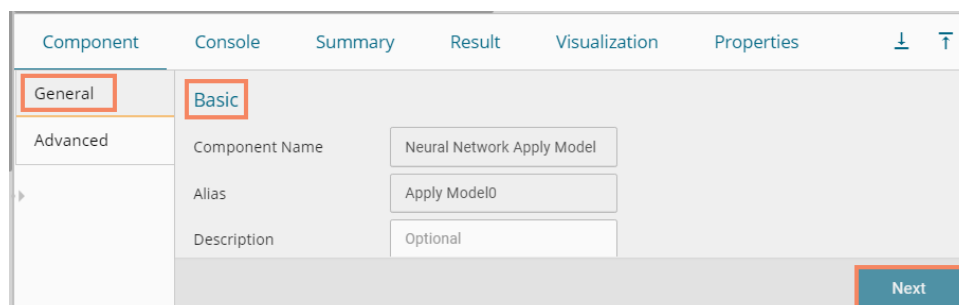 Component Console Summary Result Visualization Properties
General
Basic
Advanced
Component Name Neural Network Apply Model
Alias Apply Model0
Description Optional
Next